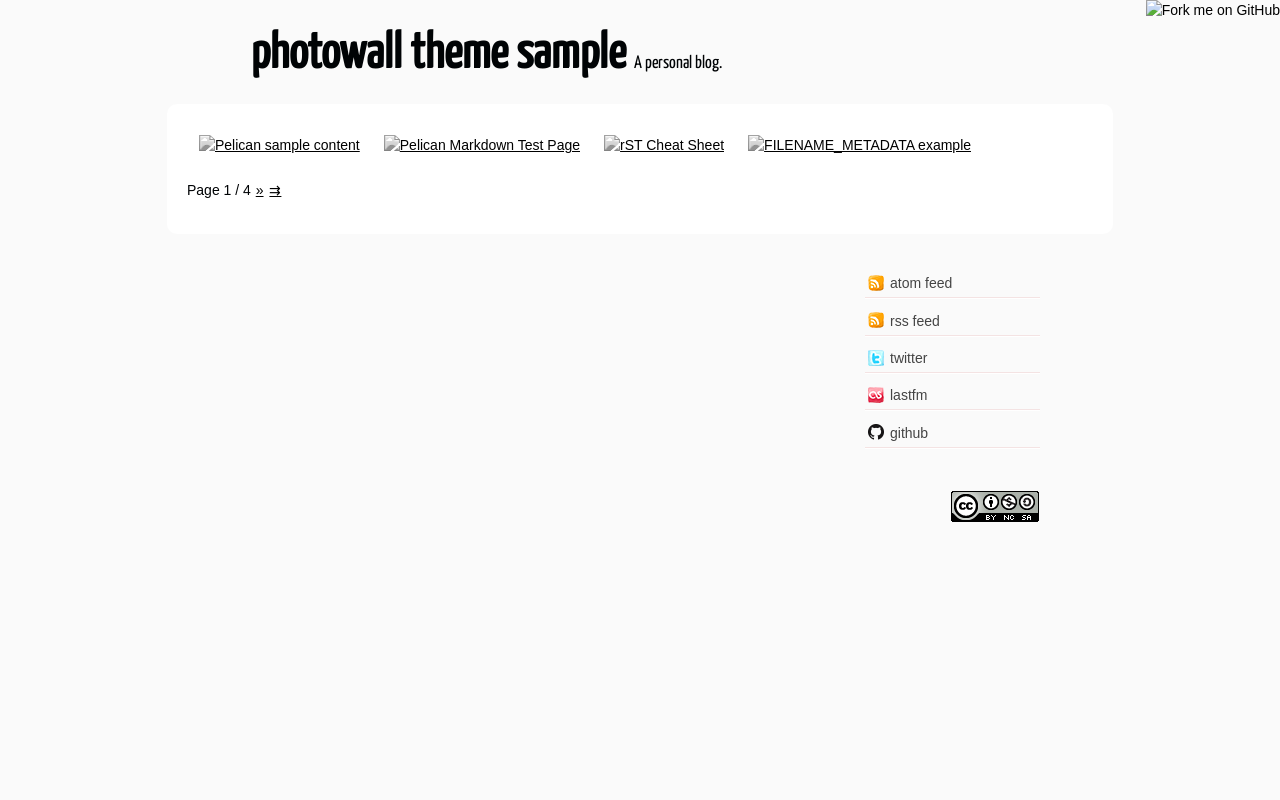 Fork me on GitHub
photowall theme sample A personal blog.
Pelican sample content Pelican Markdown Test Page rST Cheat Sheet FILENAME_METADATA example
Page 1 / 4 » ⇉
atom feed
rss feed
twitter
lastfm
github
cc BY NC SA